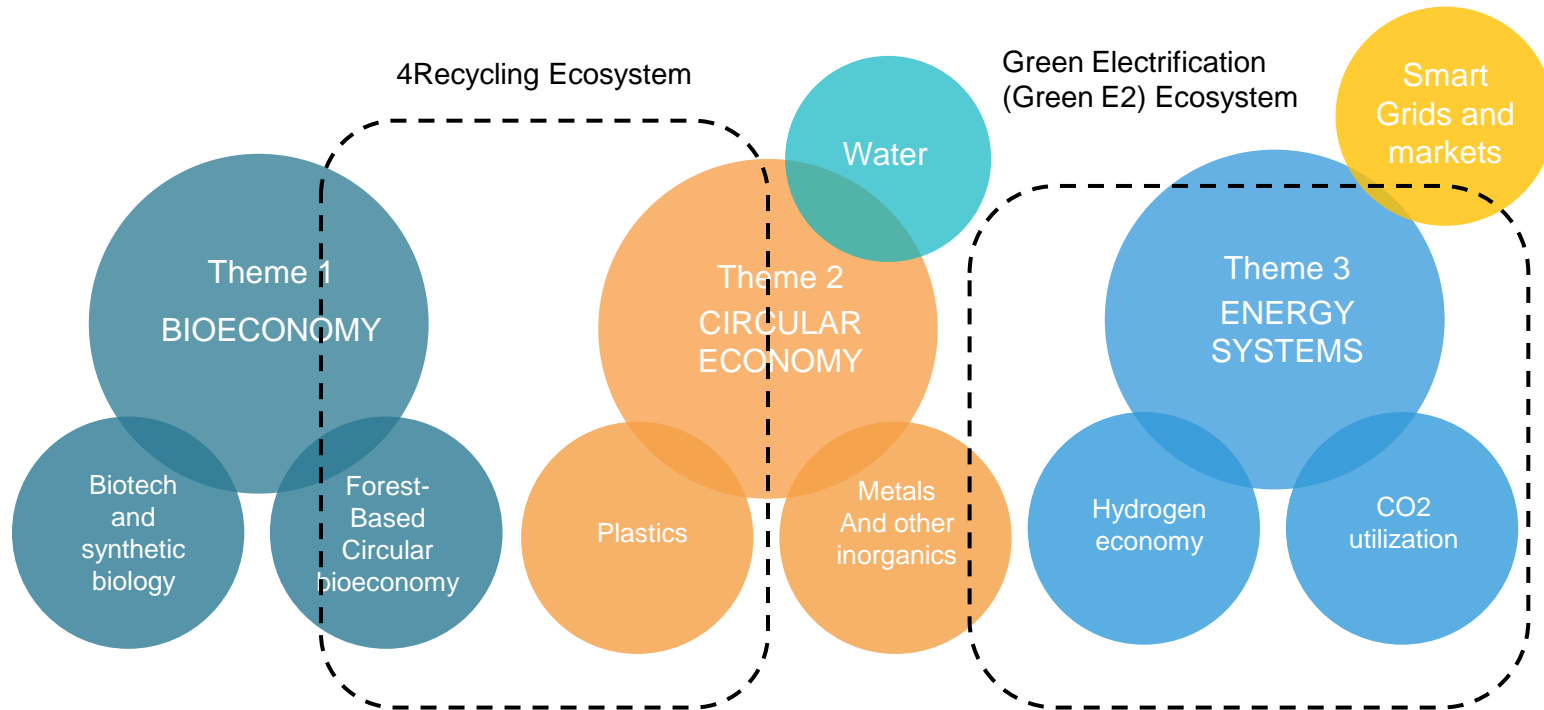 4Recycling Ecosystem
Green Electrification
(Green E2) Ecosystem
Smart
Grids and
markets
Water
Theme 1
BIOECONOMY
Theme 2
CIRCULAR
ECONOMY
Theme 3
ENERGY
SYSTEMS
Biotech
and
synthetic
biology
Forest-
Based
Circular
bioeconomy
Plastics
Metals
And other
inorganics
Hydrogen
economy
CO2
utilization